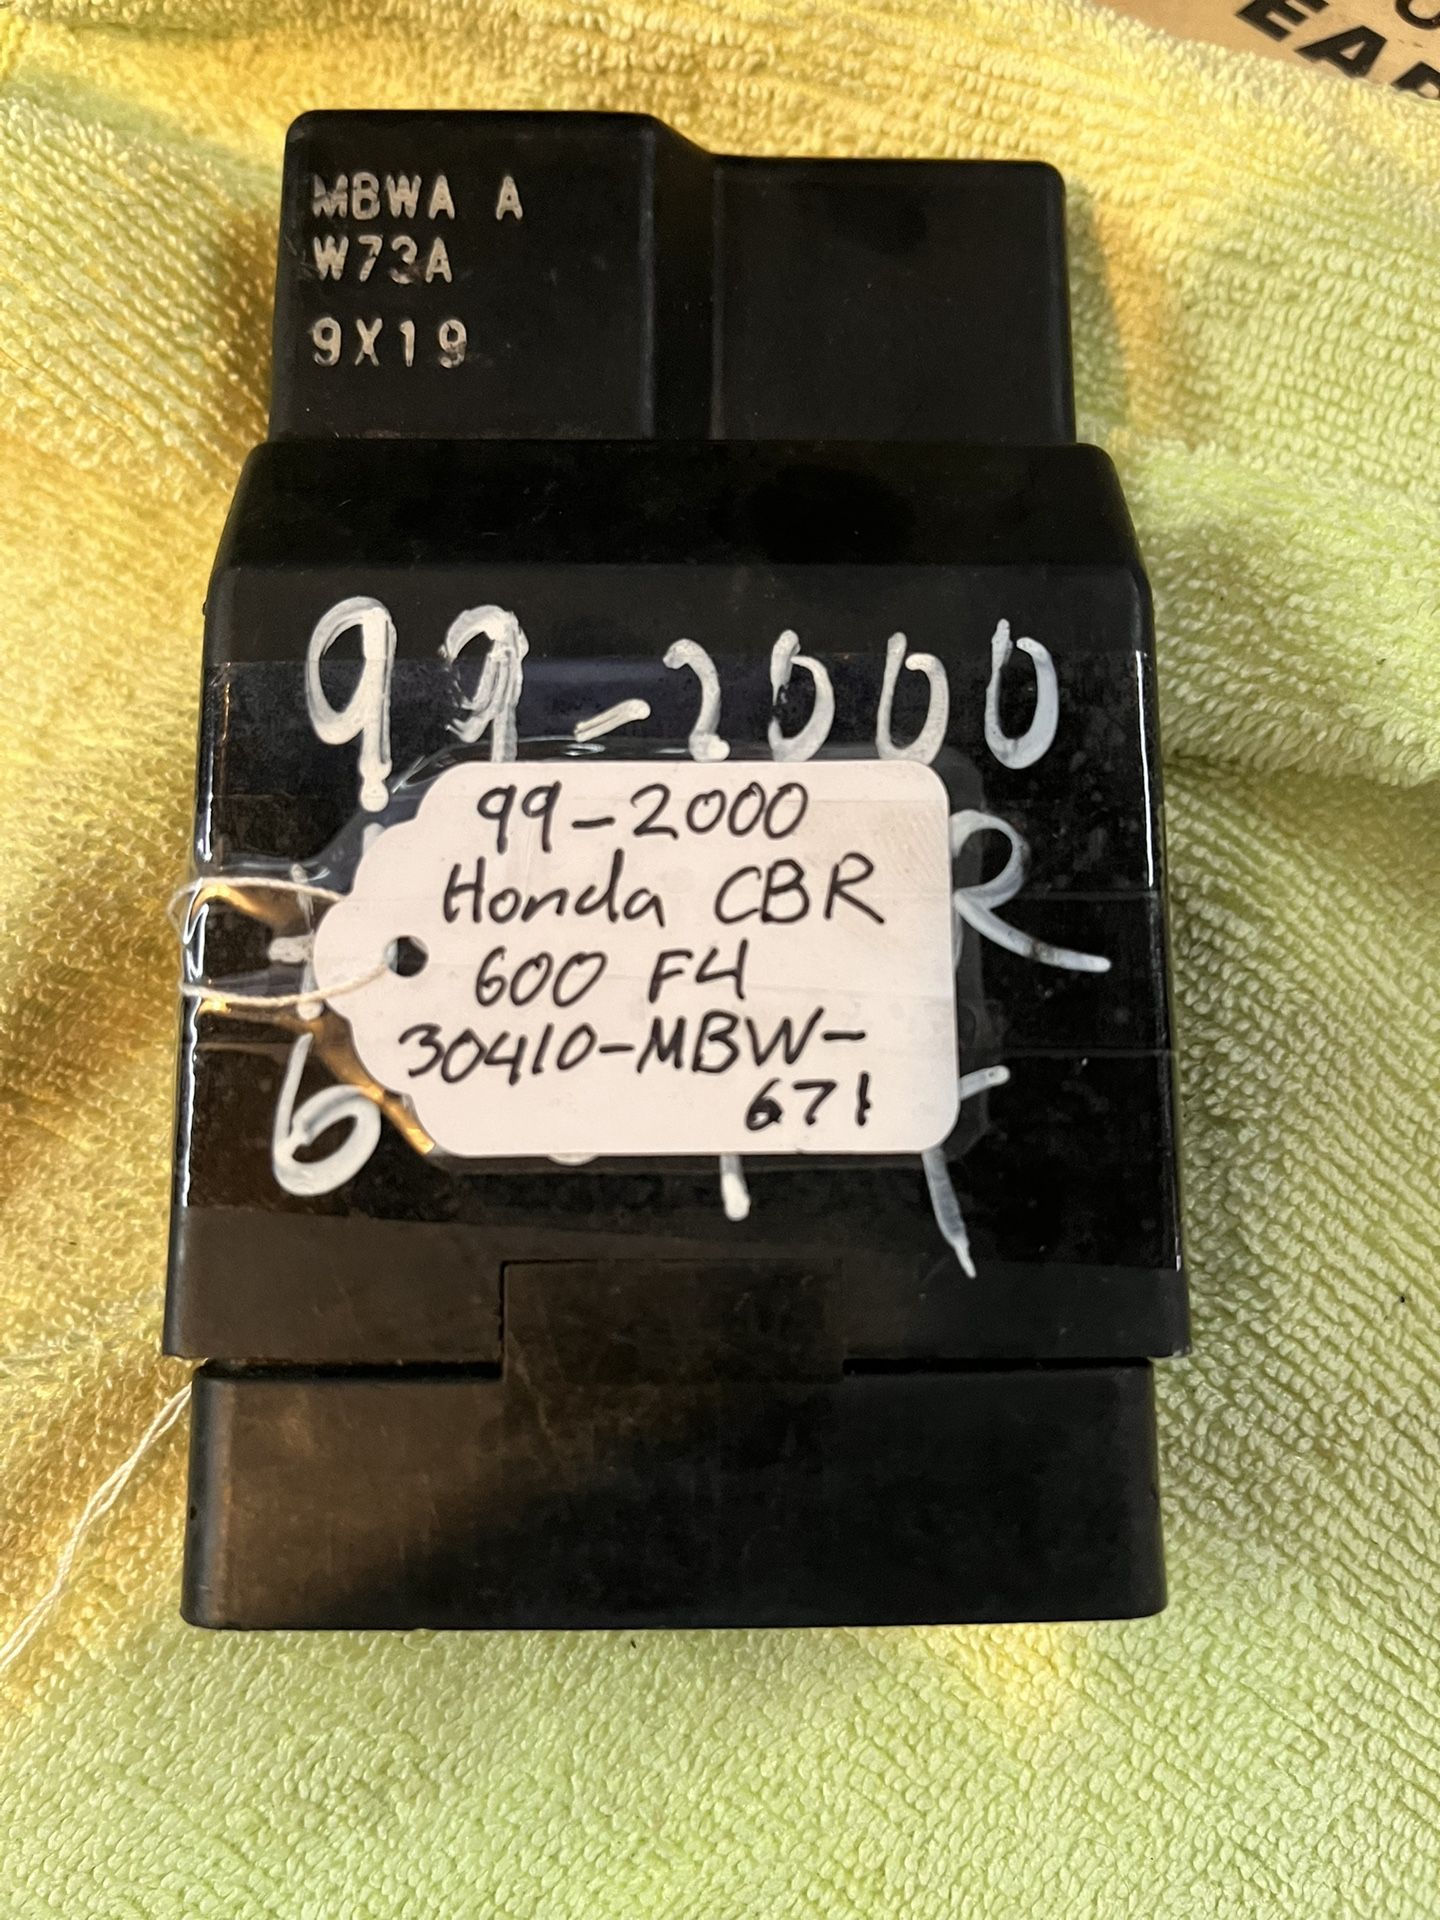 MBWA A
W73A
9X19
99-2000
99-2000
Honda CBR
600 F4
30410-MBW-
671